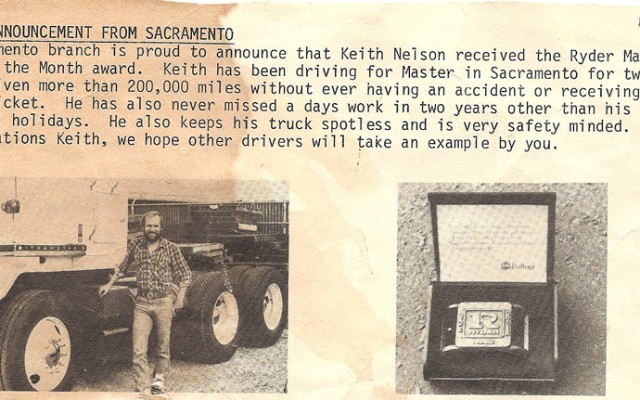 NNOUNCEMENT FROM SACRAMENTO
mento branch is proud to announce that Keith Nelson received the Ryder Ma
the Month award. Keith has been driving for Master in Sacramento for tw
ven more than 200,000 miles without ever having an accident or receiving
cket. He has also never missed a days work in two years other than his
holidays. He also keeps his truck spotless and is very safety minded.
tions Keith, we hope other drivers will take an example by you.
R
RYDER